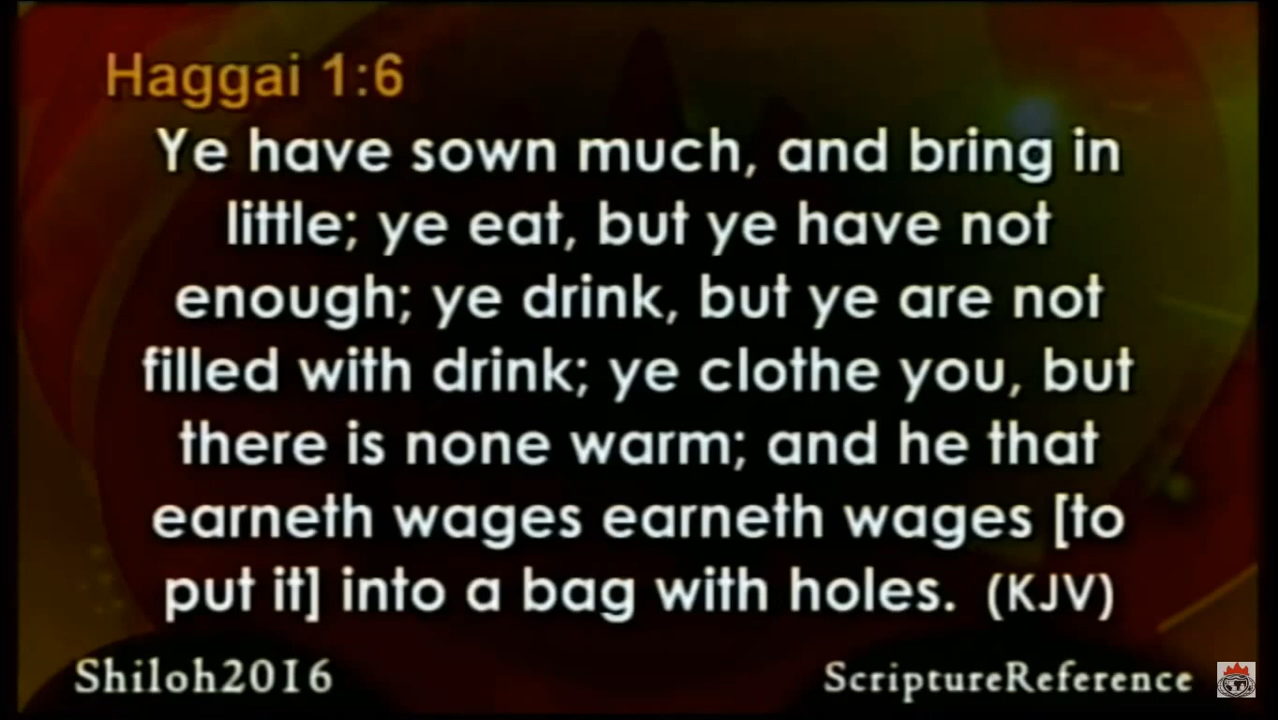 Haggai 1:6
Ye have sown much, and bring in
little; ye eat, but ye have not
enough; ye drink, but ye are not
filled with drink; ye clothe you, but
there is none warm; and he that
earneth wages earneth wages [to
put it] into a bag with holes. (KJV)
Shiloh2016
ScriptureReference